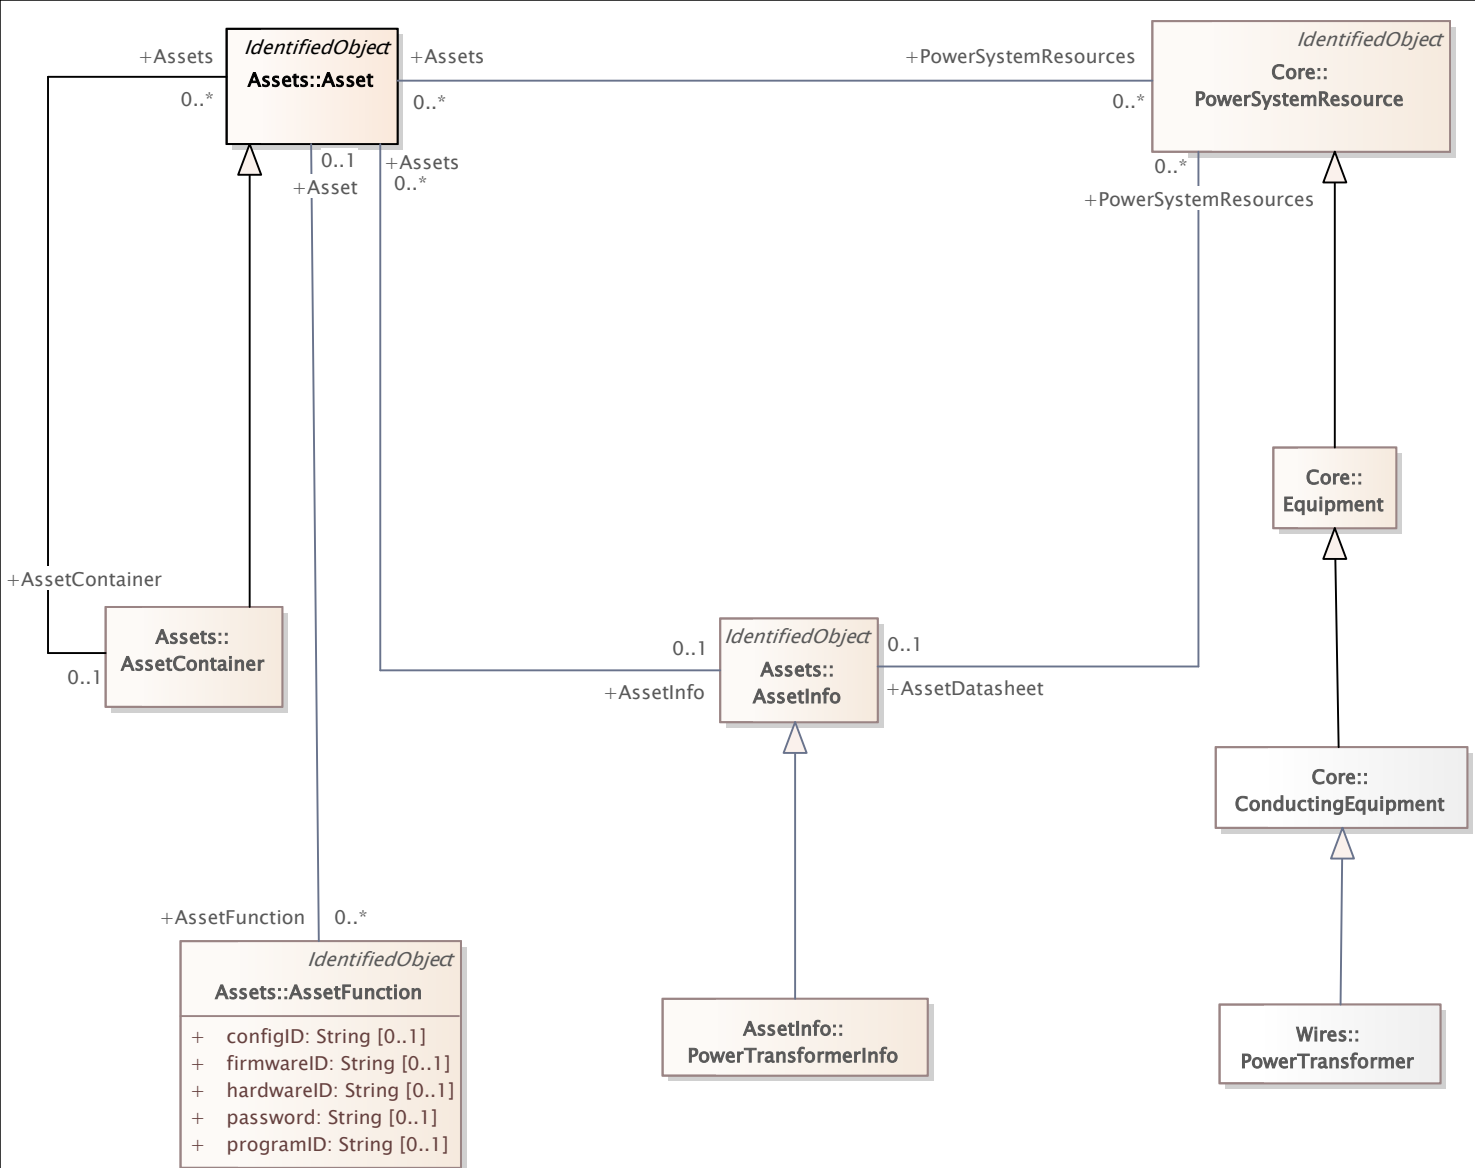 IdentifiedObject
Assets::Asset
+Assets
0..*
+Assets
0..*
+PowerSystemResources
0..*
IdentifiedObject
Core::
PowerSystemResource
0..1
+Asset
+Assets
0..*
0..*
+PowerSystemResources
Core::
Equipment
+AssetContainer
0..1
Assets::
AssetContainer
0..1
+AssetInfo
IdentifiedObject
Assets::
AssetInfo
0..1
+AssetDatasheet
Core::
ConductingEquipment
+AssetFunction
0..*
IdentifiedObject
Assets::AssetFunction
+ configID: String [0..1]
+ firmwareID: String [0..1]
+ hardwareID: String [0..1]
+ password: String [0..1]
+ programID: String [0..1]
AssetInfo::
PowerTransformerInfo
Wires::
PowerTransformer